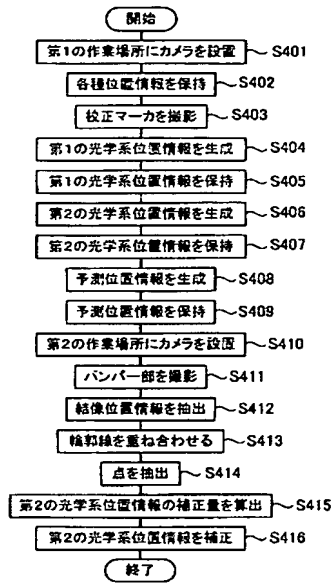 開始
第1の作業場所にカメラを設置 S401
各種位置情報を保持 S402
校正マーカを撮影 S403
第1の光学系位置情報を生成 S404
第1の光学系位置情報を保持 S405
第2の光学系位置情報を生成 S406
第2の光学系位置情報を保持 S407
予測位置情報を生成 S408
予測位置情報を保持 S409
第2の作業場所にカメラを設置 S410
バンパー部を撮影 S411
結像位置情報を抽出 S412
輪郭線を重ね合わせる S413
点を抽出 S414
第2の光学系位置情報の補正量を算出 S415
第2の光学系位置情報を補正 S416
終了